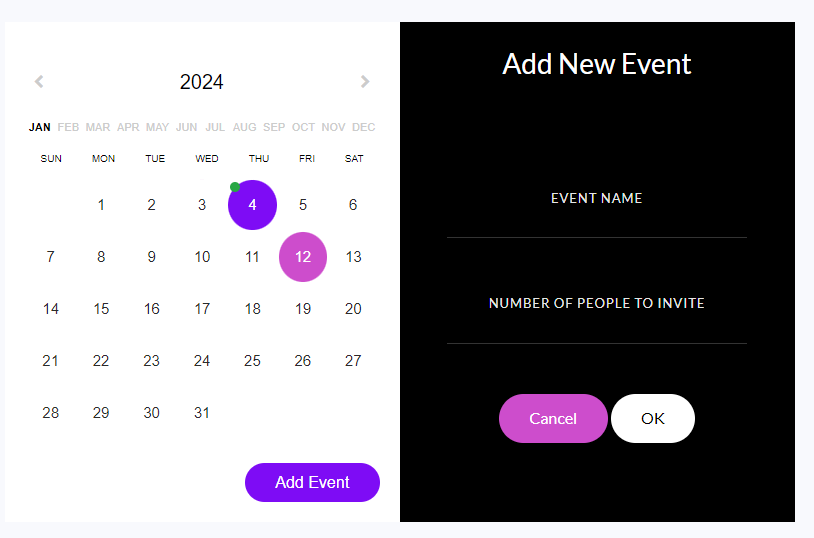 2024
JAN FEB MAR APR MAY JUN JUL AUG SEP OCT NOV DEC
SUN MON TUE WED THU FRI SAT
1 2 3 4 5 6
7 8 9 10 11 12 13
14 15 16 17 18 19 20
21 22 23 24 25 26 27
28 29 30 31
Add Event
Add New Event
EVENT NAME
NUMBER OF PEOPLE TO INVITE
Cancel OK